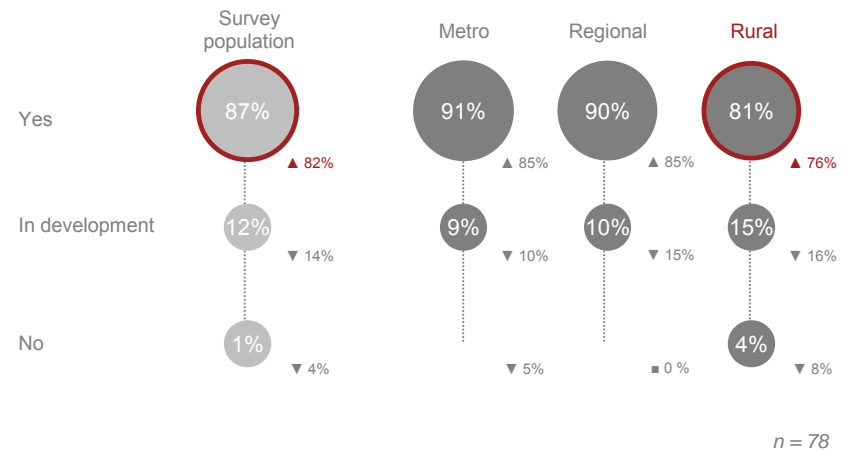 Survey
population
Metro
Regional
Rural
Yes
87%
91%
90%
81%
▲ 82%
▲ 85%
▲ 85%
▲ 76%
In development
12%
9%
10%
15%
▼ 14%
▼ 10%
▼ 15%
▼ 16%
No
1%
4%
▼ 4%
▼ 5%
■ 0 %
▼ 8%
n = 78